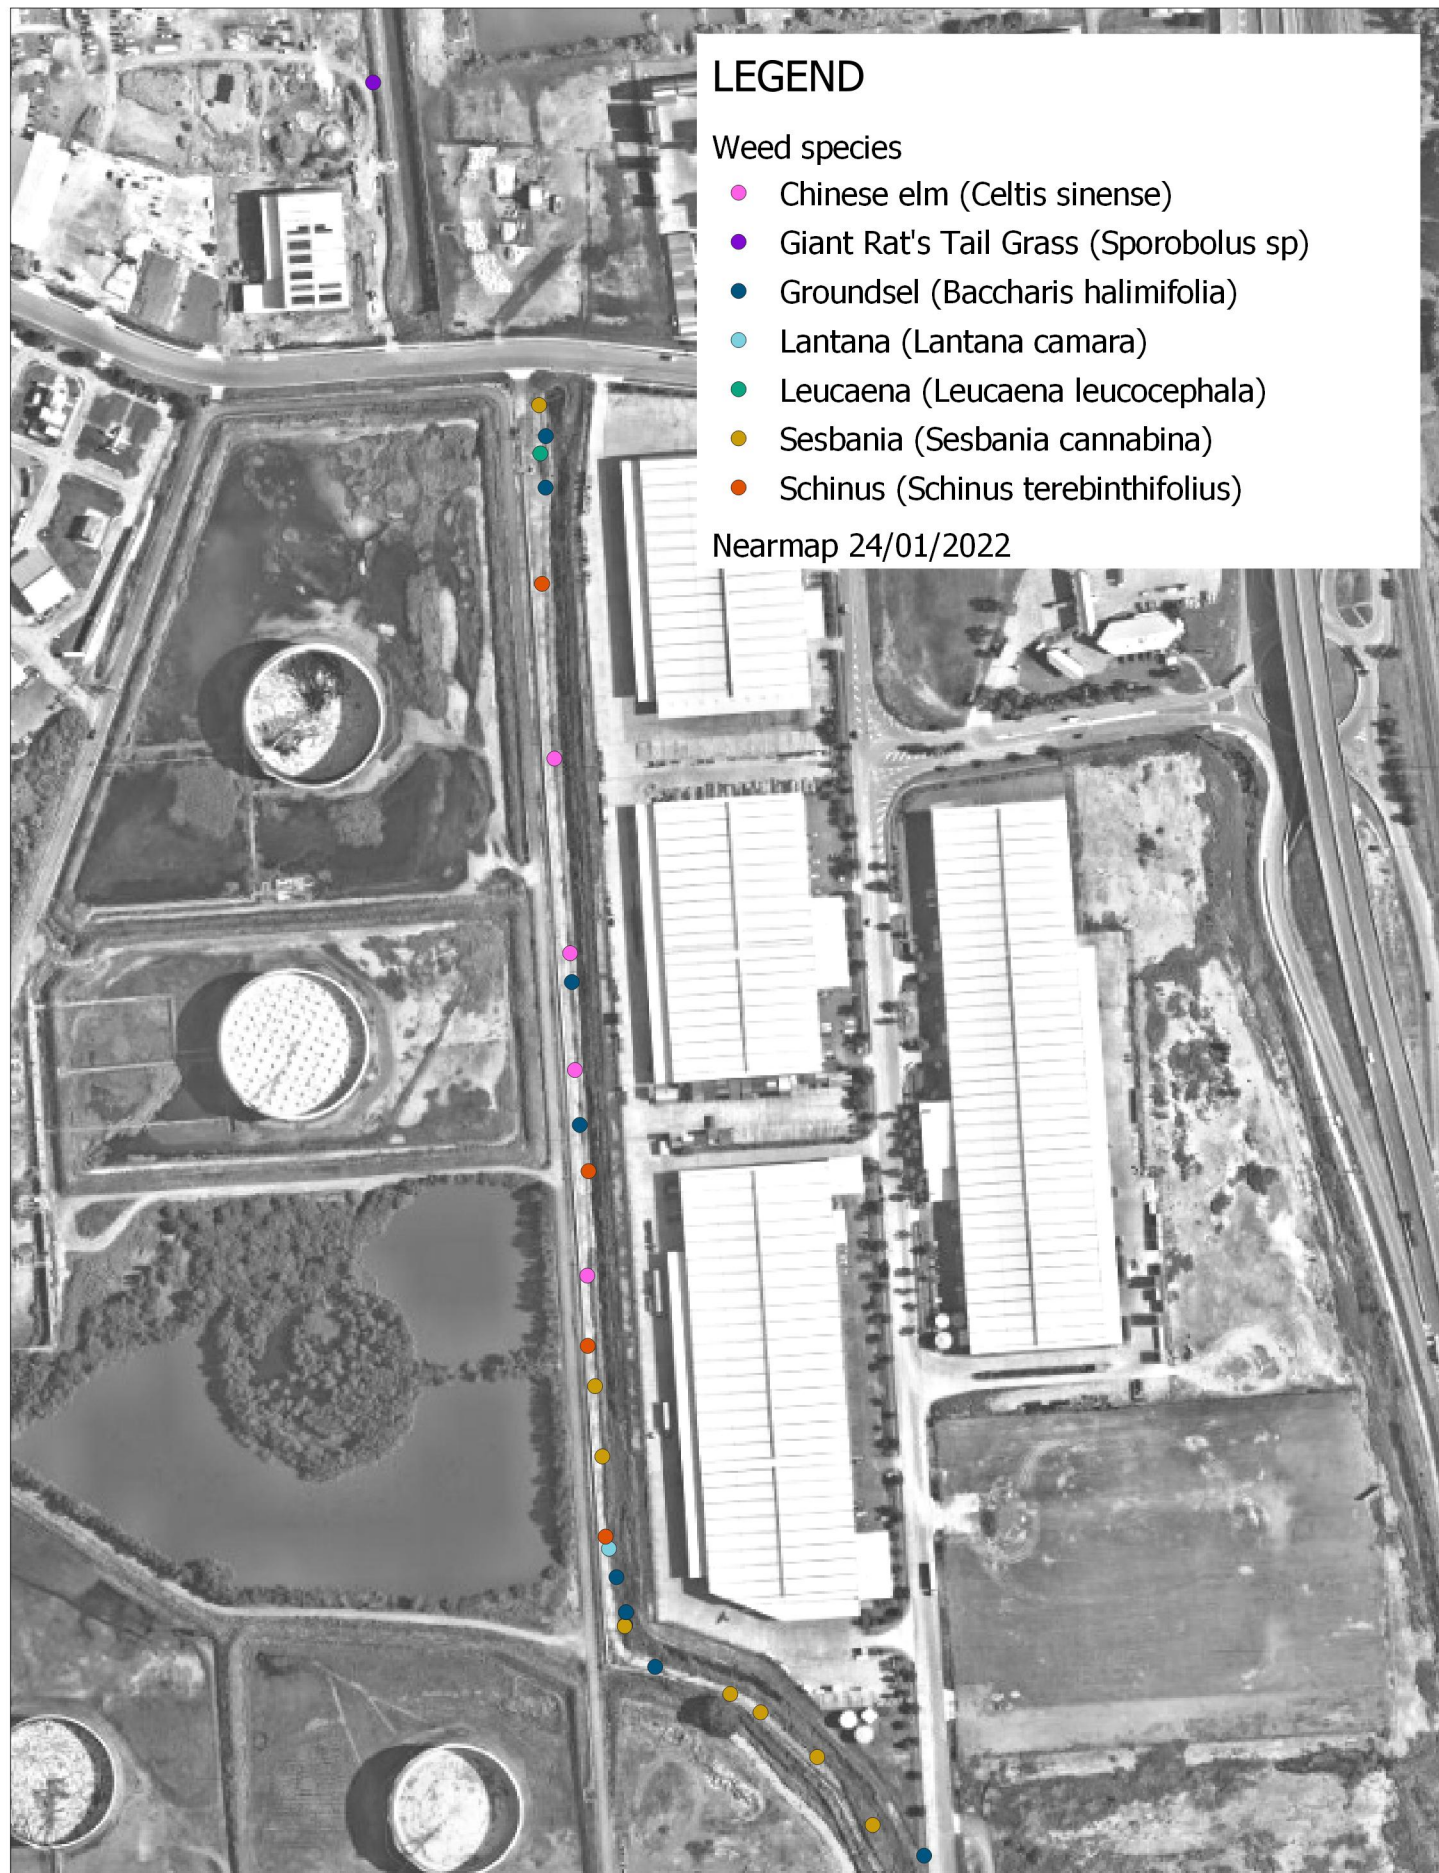 LEGEND
Weed species
Chinese elm (Celtis sinense)
Giant Rat's Tail Grass (Sporobolus sp)
Groundsel (Baccharis halimifolia)
Lantana (Lantana camara)
Leucaena (Leucaena leucocephala)
Sesbania (Sesbania cannabina)
Schinus (Schinus terebinthifolius)
Nearmap 24/01/2022